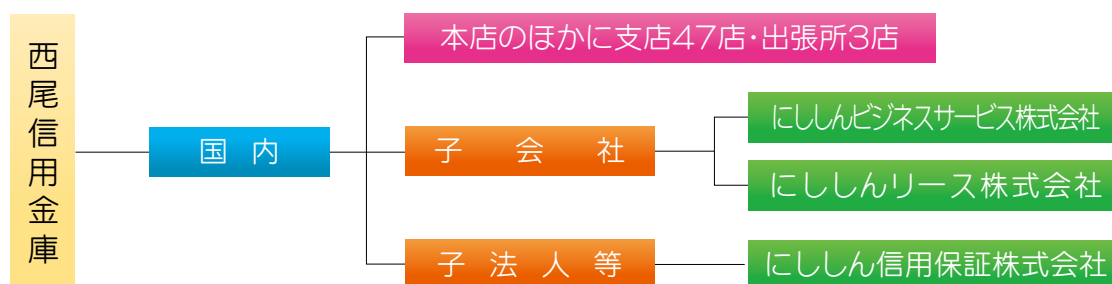 西尾信用金庫
国内
本店のほかに支店47店・出張所3店
子会社
にししんビジネスサービス株式会社
にししんリース株式会社
子法人等
にししん信用保証株式会社